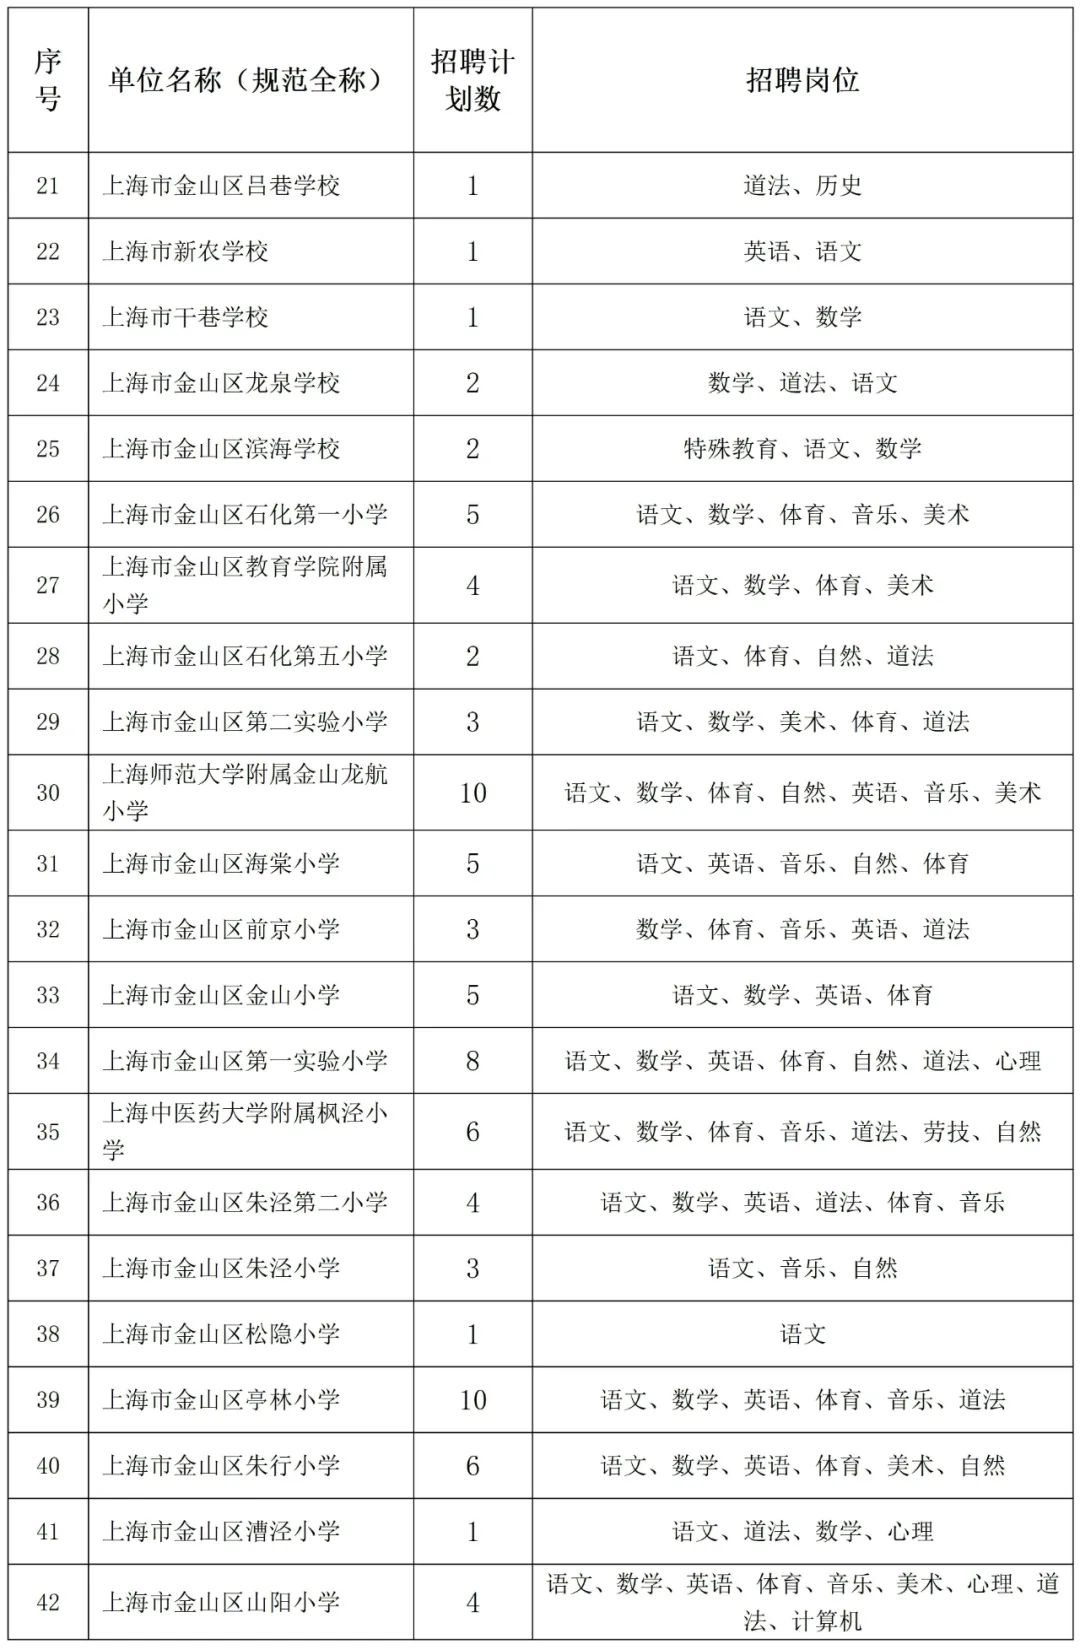 序号 单位名称（规范全称） 招聘计划数 招聘岗位
21 上海市金山区吕巷学校 1 道法、历史
22 上海市新农学校 1 英语、语文
23 上海市干巷学校 1 语文、数学
24 上海市金山区龙泉学校 2 数学、道法、语文
25 上海市金山区滨海学校 2 特殊教育、语文、数学
26 上海市金山区石化第一小学 5 语文、数学、体育、音乐、美术
27 上海市金山区教育学院附属小学 4 语文、数学、体育、美术
28 上海市金山区石化第五小学 2 语文、体育、自然、道法
29 上海市金山区第二实验小学 3 语文、数学、美术、体育、道法
30 上海师范大学附属金山龙航小学 10 语文、数学、体育、自然、英语、音乐、美术
31 上海市金山区海棠小学 5 语文、英语、音乐、自然、体育
32 上海市金山区前京小学 3 数学、体育、音乐、英语、道法
33 上海市金山区金山小学 5 语文、数学、英语、体育
34 上海市金山区第一实验小学 8 语文、数学、英语、体育、自然、道法、心理
35 上海中医药大学附属枫泾小学 6 语文、数学、体育、音乐、道法、劳技、自然
36 上海市金山区朱泾第二小学 4 语文、数学、英语、道法、体育、音乐
37 上海市金山区朱泾小学 3 语文、音乐、自然
38 上海市金山区松隐小学 1 语文
39 上海市金山区亭林小学 10 语文、数学、英语、体育、音乐、道法
40 上海市金山区朱行小学 6 语文、数学、英语、体育、美术、自然
41 上海市金山区漕泾小学 1 语文、道法、数学、心理
42 上海市金山区山阳小学 4 语文、数学、英语、体育、音乐、美术、心理、道法、计算机